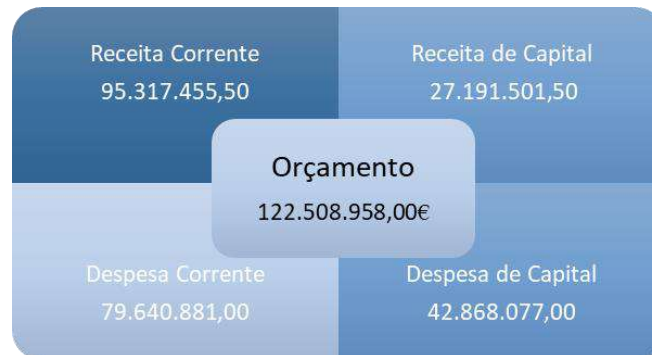 Receita Corrente
95.317.455,50
Receita de Capital
27.191.501,50
Orçamento
122.508.958,00€
Despesa Corrente
79.640.881,00
Despesa de Capital
42.868.077,00